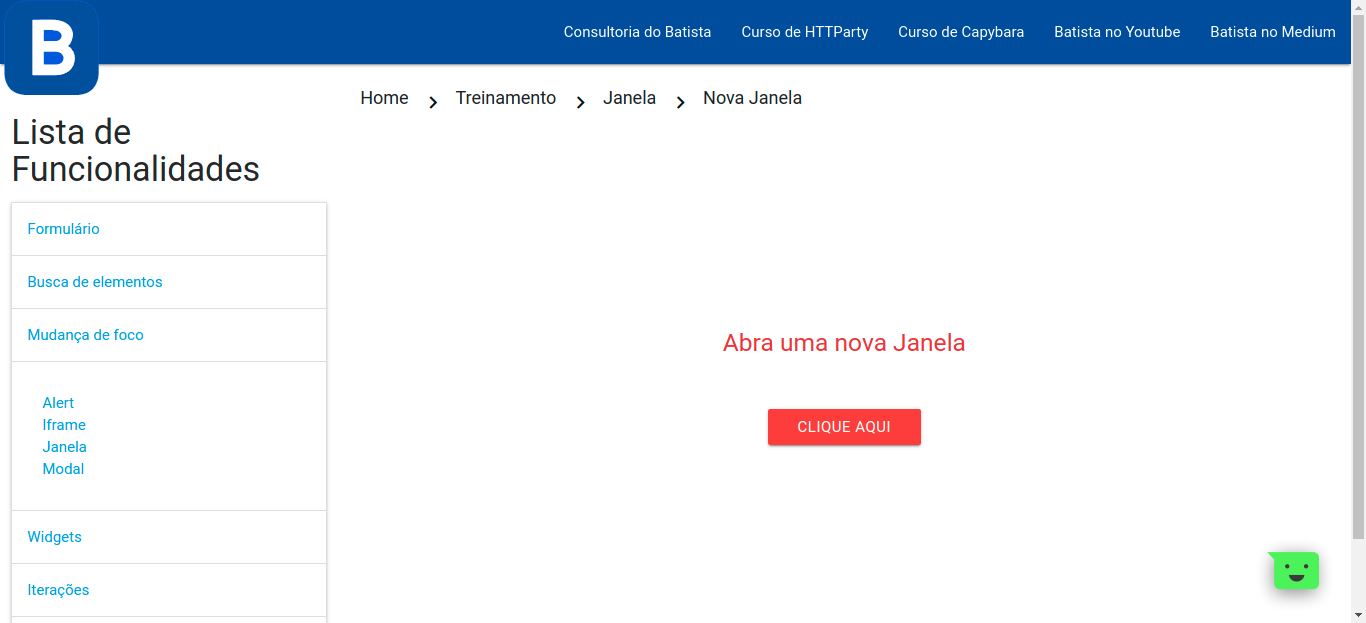 B
Consultoria do Batista Curso de HTTParty Curso de Capybara Batista no Youtube Batista no Medium
Home Treinamento Janela Nova Janela
Lista de
Funcionalidades
Formulário
Busca de elementos
Mudança de foco
Alert
Iframe
Janela
Modal
Widgets
Iterações
Abra uma nova Janela
CLIQUE AQUI